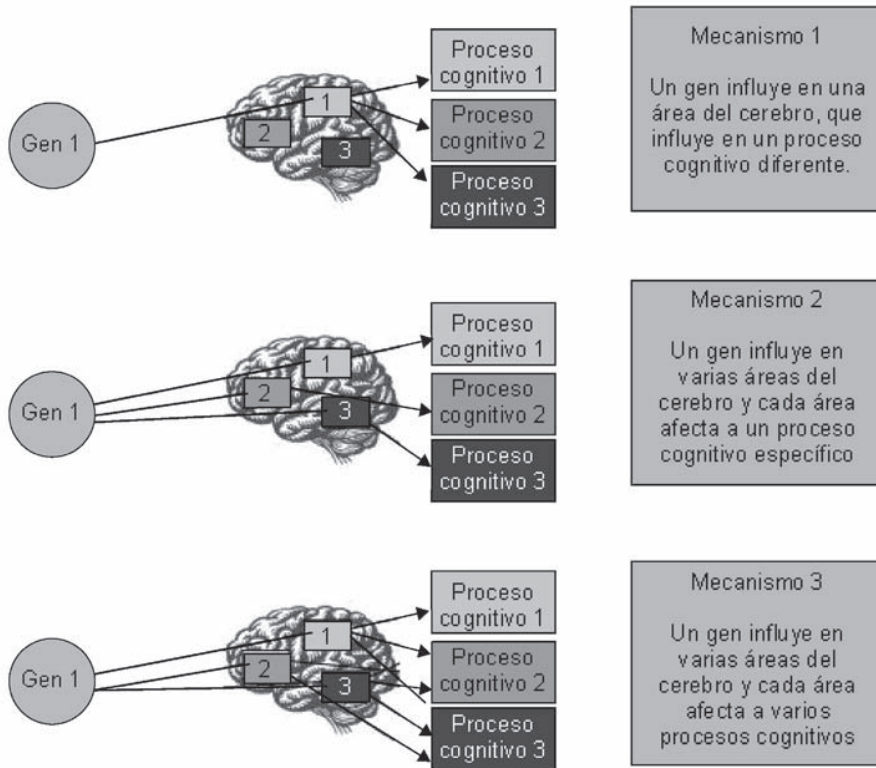 Gen 1
1
2
3
Proceso
cognitivo 1
Proceso
cognitivo 2
Proceso
cognitivo 3
Mecanismo 1
Un gen influye en una
área del cerebro, que
influye en un proceso
cognitivo diferente.
Gen 1
1
2
3
Proceso
cognitivo 1
Proceso
cognitivo 2
Proceso
cognitivo 3
Mecanismo 2
Un gen influye en
varias áreas del
cerebro y cada área
afecta a un proceso
cognitivo específico
Gen 1
1
2
3
Proceso
cognitivo 1
Proceso
cognitivo 2
Proceso
cognitivo 3
Mecanismo 3
Un gen influye en
varias áreas del
cerebro y cada área
afecta a varios
procesos cognitivos